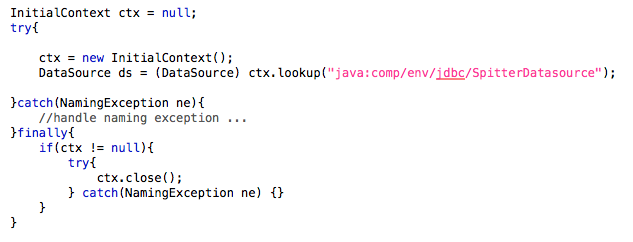 InitialContext ctx = null;
try{
ctx = new InitialContext();
DataSource ds = (DataSource) ctx.lookup("java:comp/env/jdbc/SpitterDatasource");
}catch(NamingException ne){
//handle naming exception ...
}finally{
if(ctx != null){
try{
ctx.close();
} catch(NamingException ne) {}
}
}